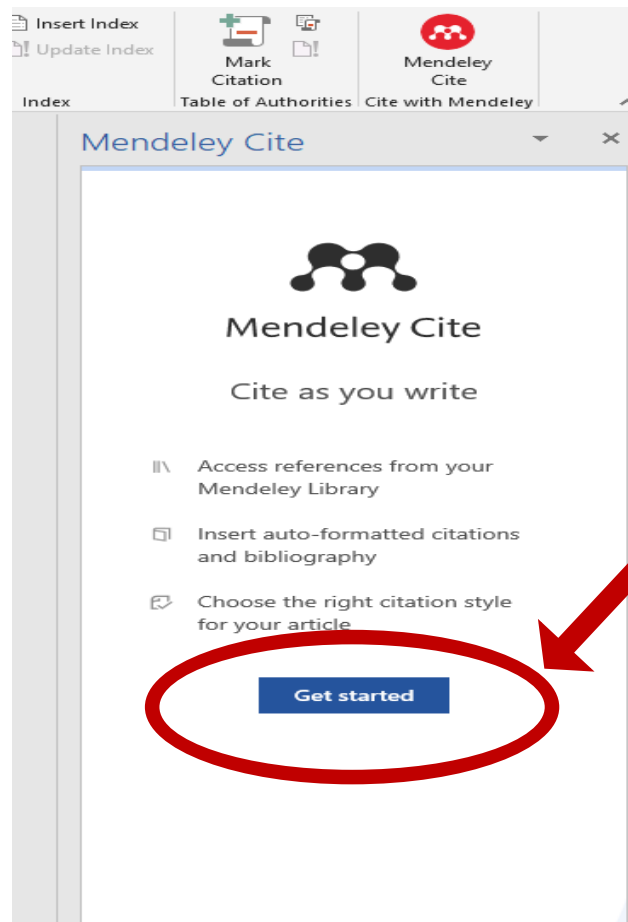 Insert Index
Update Index
Mark
Citation
Mendeley
Cite
Index
Table of Authorities
Cite with Mendeley
Mendeley Cite
Mendeley Cite
Cite as you write
Access references from your
Mendeley Library
Insert auto-formatted citations
and bibliography
Choose the right citation style
for your article
Get started